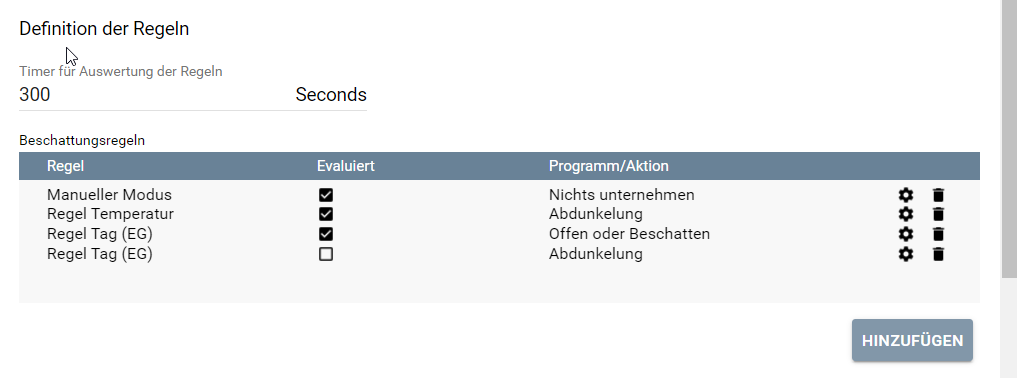 Definition der Regeln
Timer für Auswertung der Regeln
300 Seconds
Beschattungsregeln
Regel Evaluiert Programm/Aktion
Manueller Modus Nichts unternehmen
Regel Temperatur Abdunkelung
Regel Tag (EG) Offen oder Beschatten
Regel Tag (EG) Abdunkelung
HINZUFÜGEN